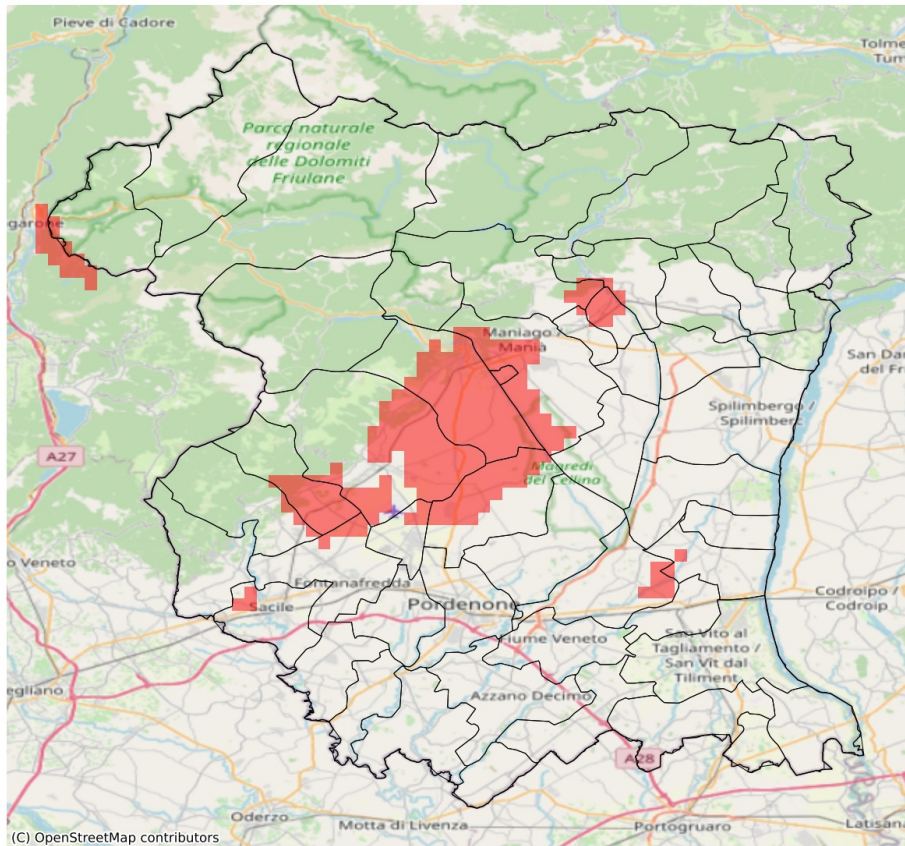 Pieve di Cadore
Tolme
Tum
Parco naturale
regionale
delle Dolomiti
Friulane
garone
Maniago /
Mania
San Da
del Fri
Spilimbergo /
Spilimberc
A27
Magredi
del Cellina
o Veneto
Fontanafredda
Sacile
Pordenone
Codroipo /
Codroip
Fiume Veneto
San Vito al
Tagliamento /
San Vît dal
Tiliment
egliano
Azzano Decimo
A28
Oderzo
Motta di Livenza
Portogruaro
Latisana
(C) OpenStreetMap contributors